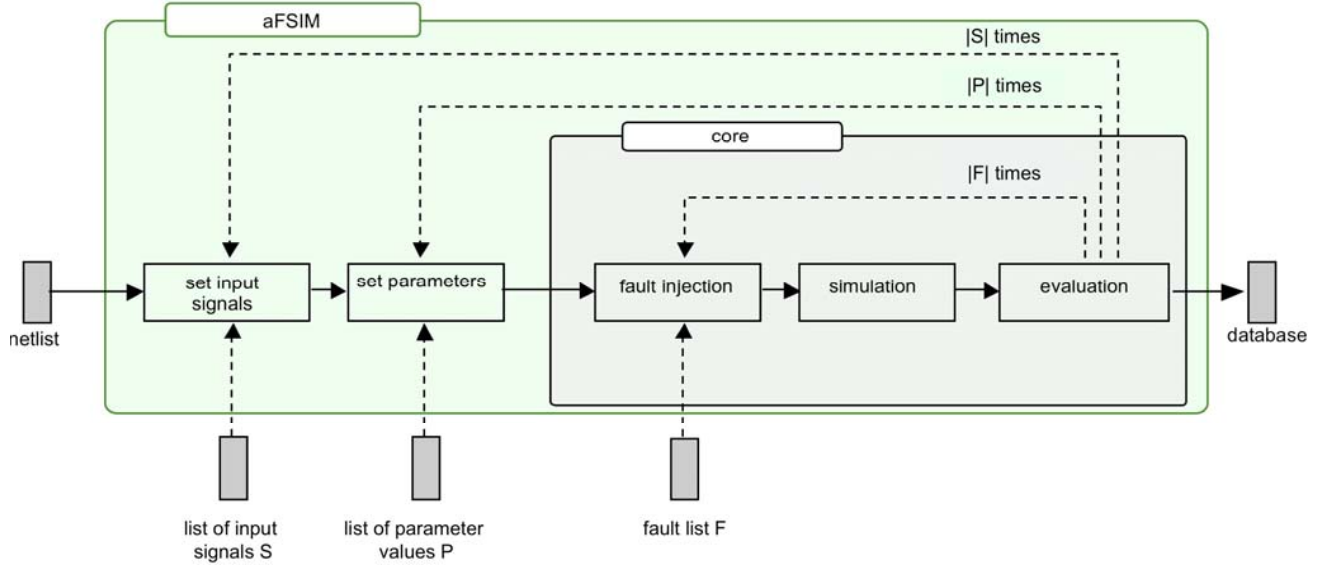 aFSIM
|S| times
|P| times
core
|F| times
set input
signals
set parameters
fault injection
simulation
evaluation
netlist
database
list of input
signals S
list of parameter
values P
fault list F